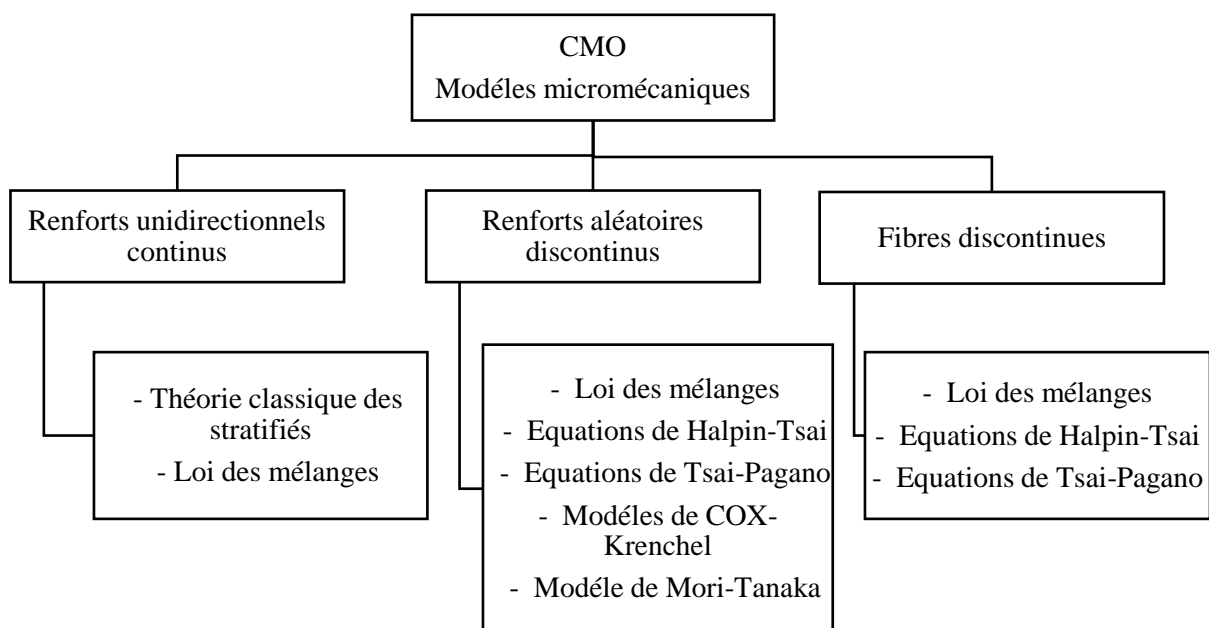 CMO
Modéles micromécaniques
Renforts unidirectionnels
continus
Renforts aléatoires
discontinus
Fibres discontinues
- Théorie classique des
stratifiés
- Loi des mélanges
- Loi des mélanges
- Equations de Halpin-Tsai
- Equations de Tsai-Pagano
- Modéles de COX-
Krenchel
- Modéle de Mori-Tanaka
- Loi des mélanges
- Equations de Halpin-Tsai
- Equations de Tsai-Pagano